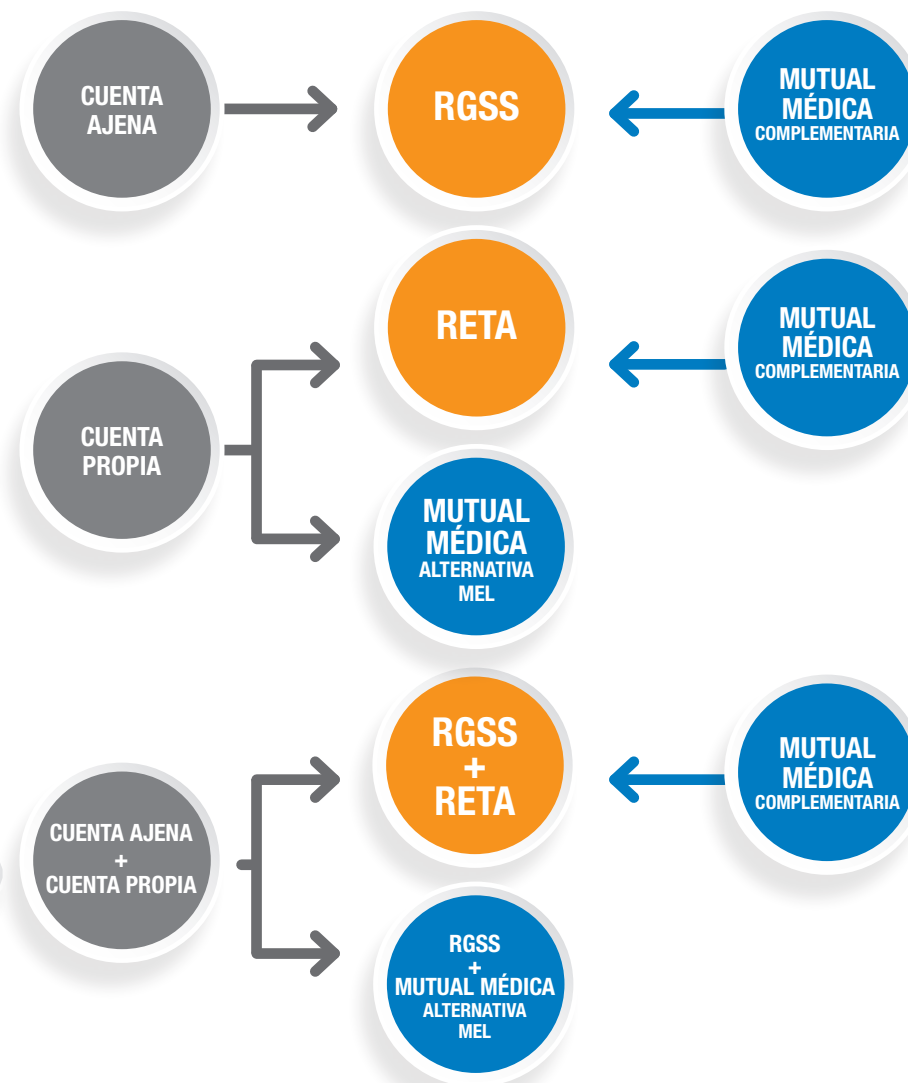 CUENTA
AJENA
RGSS
MUTUAL
MÉDICA
COMPLEMENTARIA
RETA
MUTUAL
MÉDICA
COMPLEMENTARIA
CUENTA
PROPIA
MUTUAL
MÉDICA
ALTERNATIVA
MEL
RGSS
+
RETA
MUTUAL
MÉDICA
COMPLEMENTARIA
CUENTA AJENA
+
CUENTA PROPIA
RGSS
+
MUTUAL MÉDICA
ALTERNATIVA
MEL